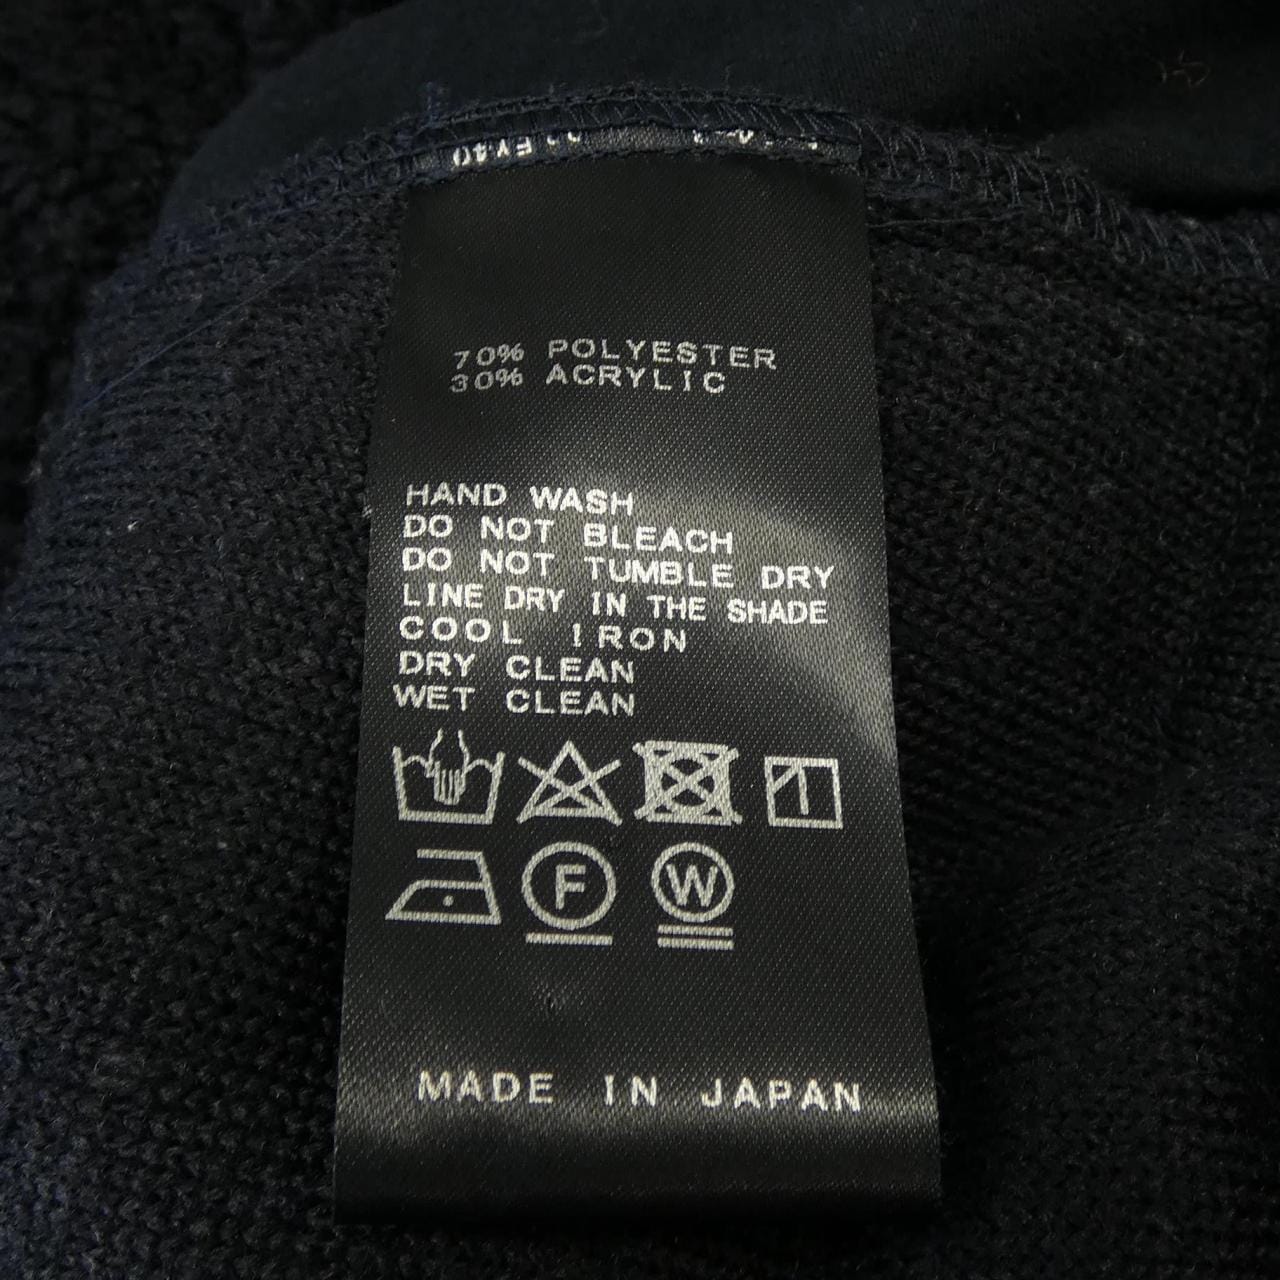 70% POLYESTER
30% ACRYLIC
HAND WASH
DO NOT BLEACH
DO NOT TUMBLE DRY
LINE DRY IN THE SHADE
COOL IRON
DRY CLEAN
WET CLEAN
F W
MADE IN JAPAN